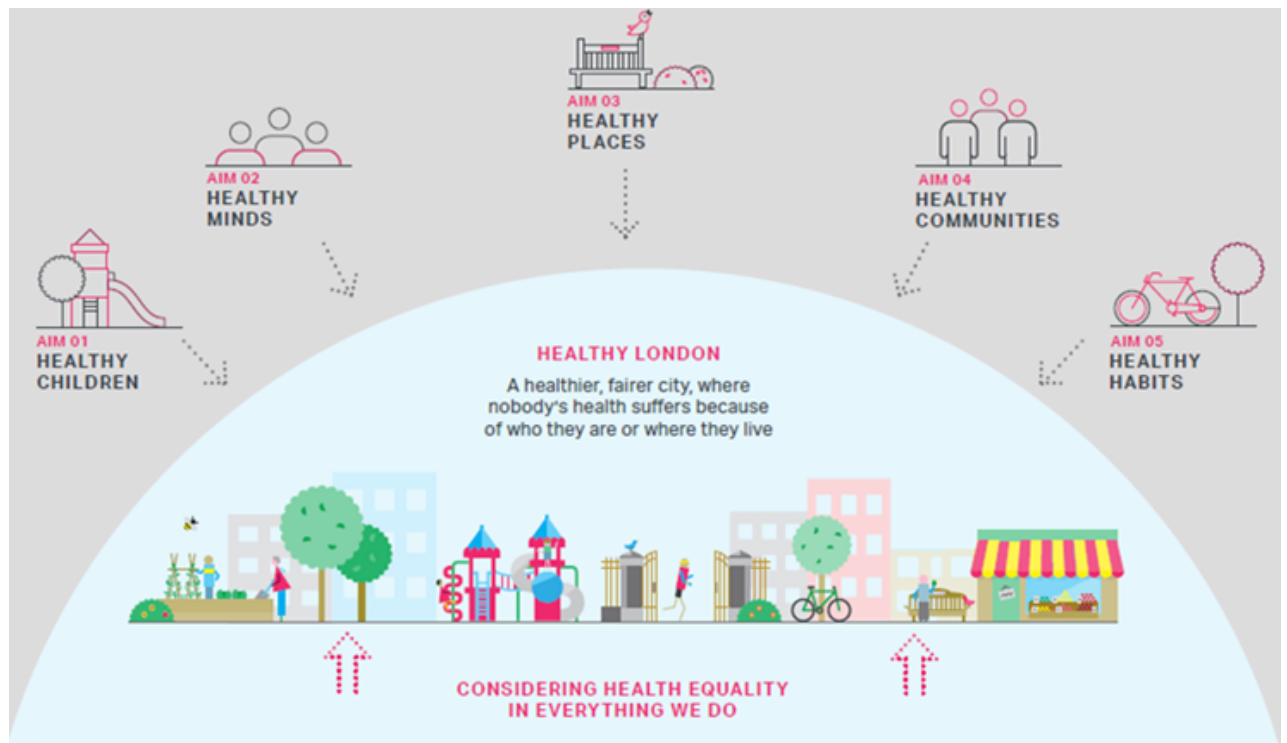 AIM 01
HEALTHY
CHILDREN
AIM 02
HEALTHY
MINDS
AIM 03
HEALTHY
PLACES
AIM 04
HEALTHY
COMMUNITIES
AIM 05
HEALTHY
HABITS
HEALTHY LONDON
A healthier, fairer city, where
nobody's health suffers because
of who they are or where they live
CONSIDERING HEALTH EQUALITY
IN EVERYTHING WE DO